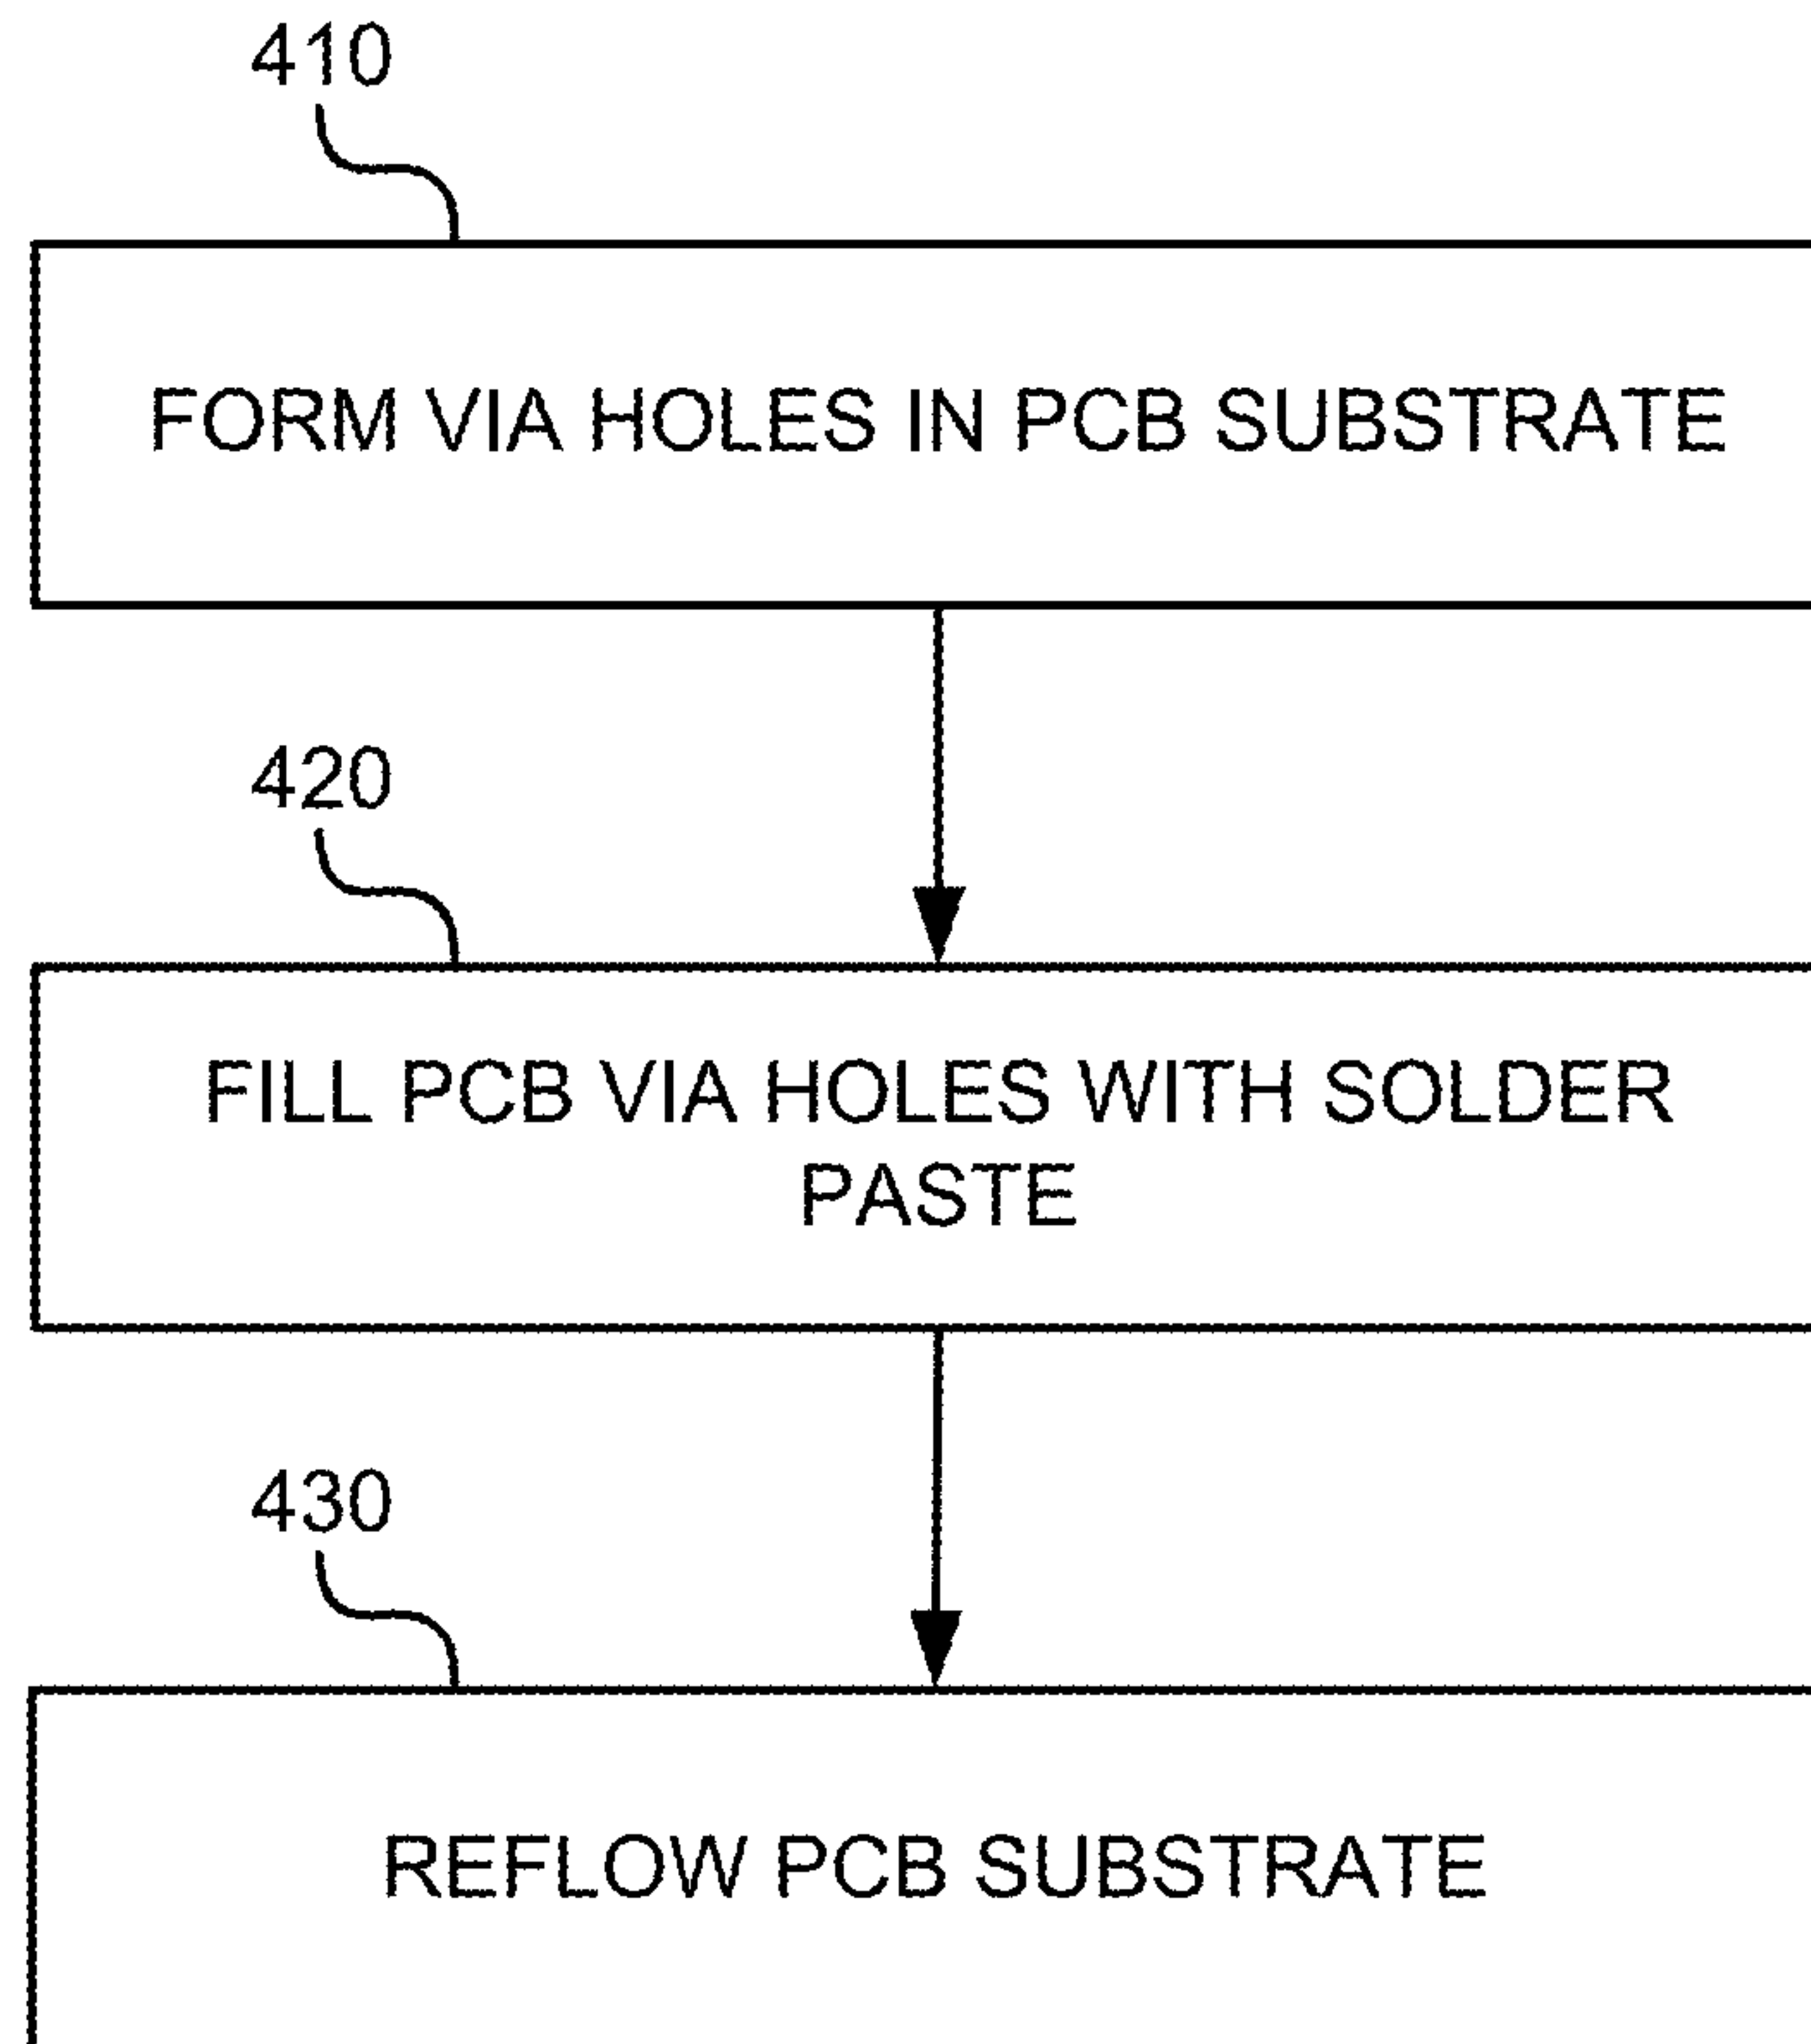 410
FORM VIA HOLES IN PCB SUBSTRATE
420
FILL PCB VIA HOLES WITH SOLDER
PASTE
430
REFLOW PCB SUBSTRATE